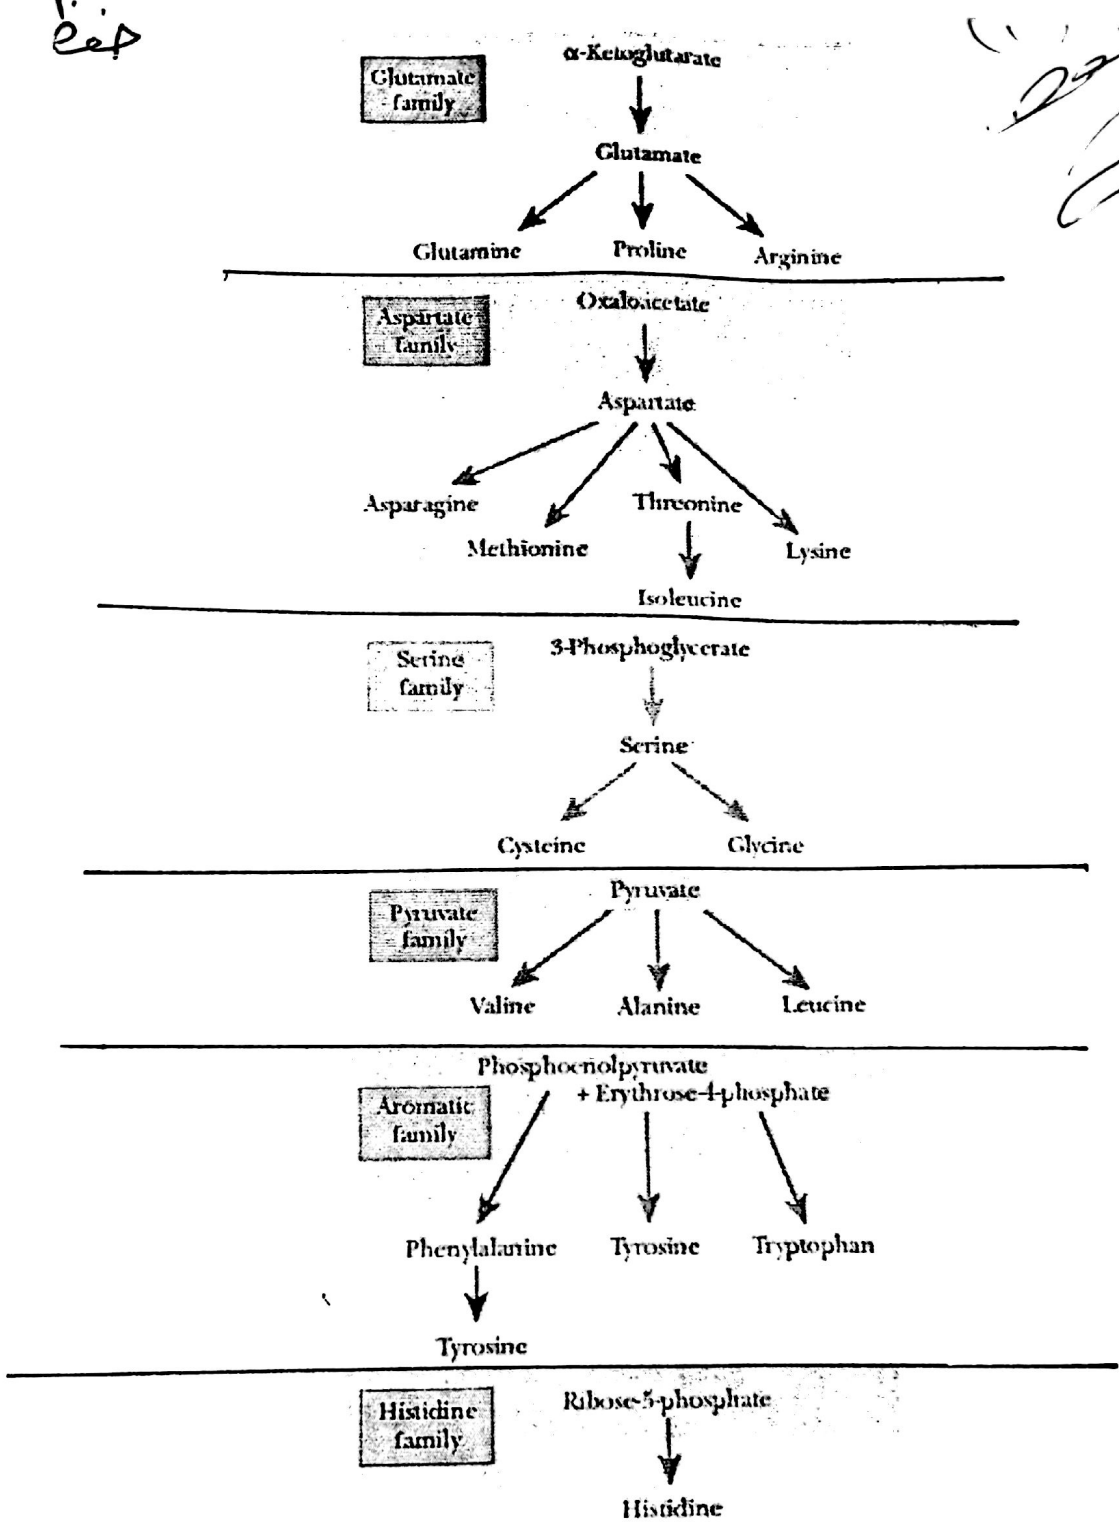 α-Ketoglutarate
Glutamate
family
Glutamate
Glutamine Proline Arginine
Oxaloacetate
Aspartate
family
Aspartate
Asparagine Threonine
Methionine Lysine
Isoleucine
3-Phosphoglycerate
Serine
family
Serine
Cysteine Glycine
Pyruvate
Pyruvate
family
Valine Alanine Leucine
Phosphoenolpyruvate
+ Erythrose-4-phosphate
Aromatic
family
Phenylalanine Tyrosine Tryptophan
Tyrosine
Ribose-5-phosphate
Histidine
family
Histidine